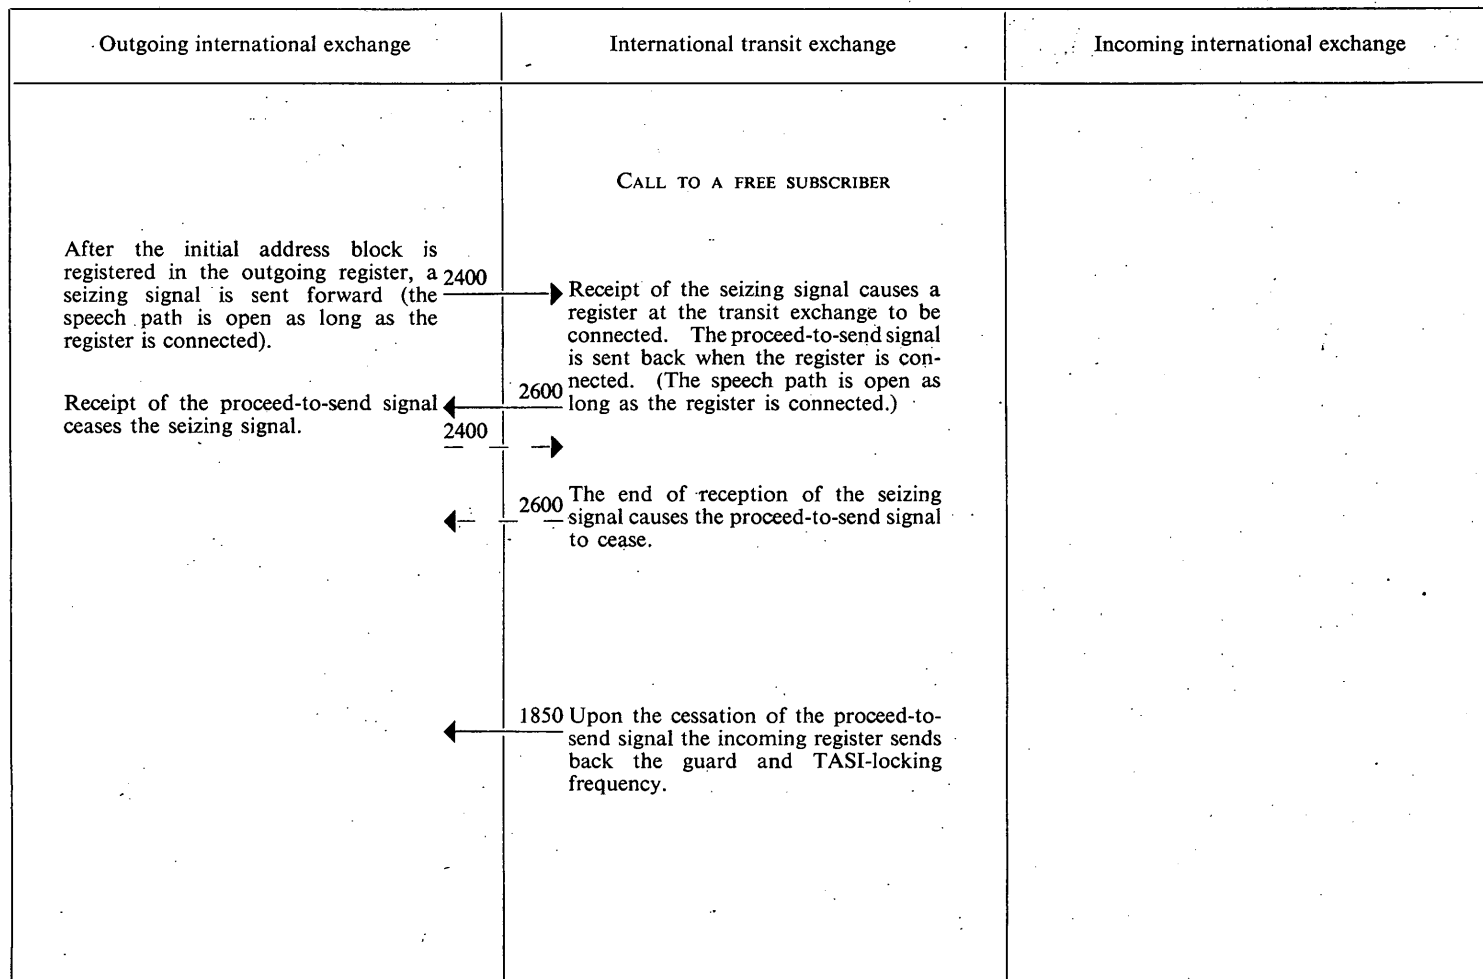 Outgoing international exchange
International transit exchange
Incoming international exchange
CALL TO A FREE SUBSCRIBER
After the initial address block is
registered in the outgoing register, a
seizing signal is sent forward (the
speech path is open as long as the
register is connected).
2400
Receipt of the seizing signal causes a
register at the transit exchange to be
connected. The proceed-to-send signal
is sent back when the register is con-
nected. (The speech path is open as
long as the register is connected.)
2600
Receipt of the proceed-to-send signal
ceases the seizing signal.
2400
2600
The end of reception of the seizing
signal causes the proceed-to-send signal
to cease.
1850
Upon the cessation of the proceed-to-
send signal the incoming register sends
back the guard and TASI-locking
frequency.